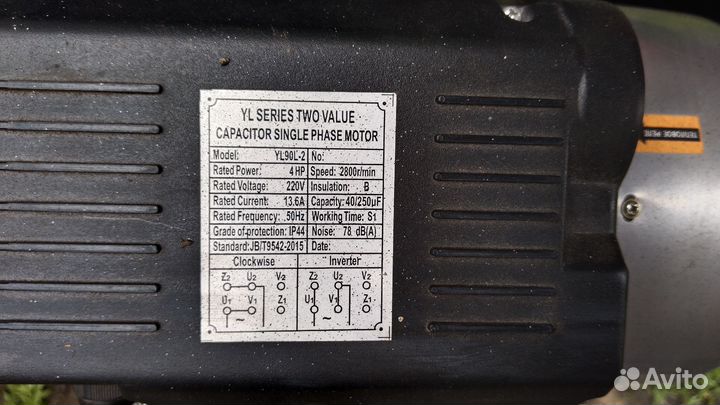 YL SERIES TWO VALUE
CAPACITOR SINGLE PHASE MOTOR
Model: YL90L-2 No:
Rated Power: 4HP Speed: 2800r/min
Rated Voltage: 220V Insulation: B
Rated Current: 13.6A Capacity: 40/250μF
Rated Frequency: 50Hz Working Time: S1
Grade of protection: IP44 Noise: 78 dB(A)
Standard: JB/T9542-2015 Date:
Clockwise Inverter
Z2 U2 V2 Z2 U2 V2
U1 V1 Z1 U1 V1 Z1
~ ~
ТЕПЛОВОЕ РЕЛЕ
Avito